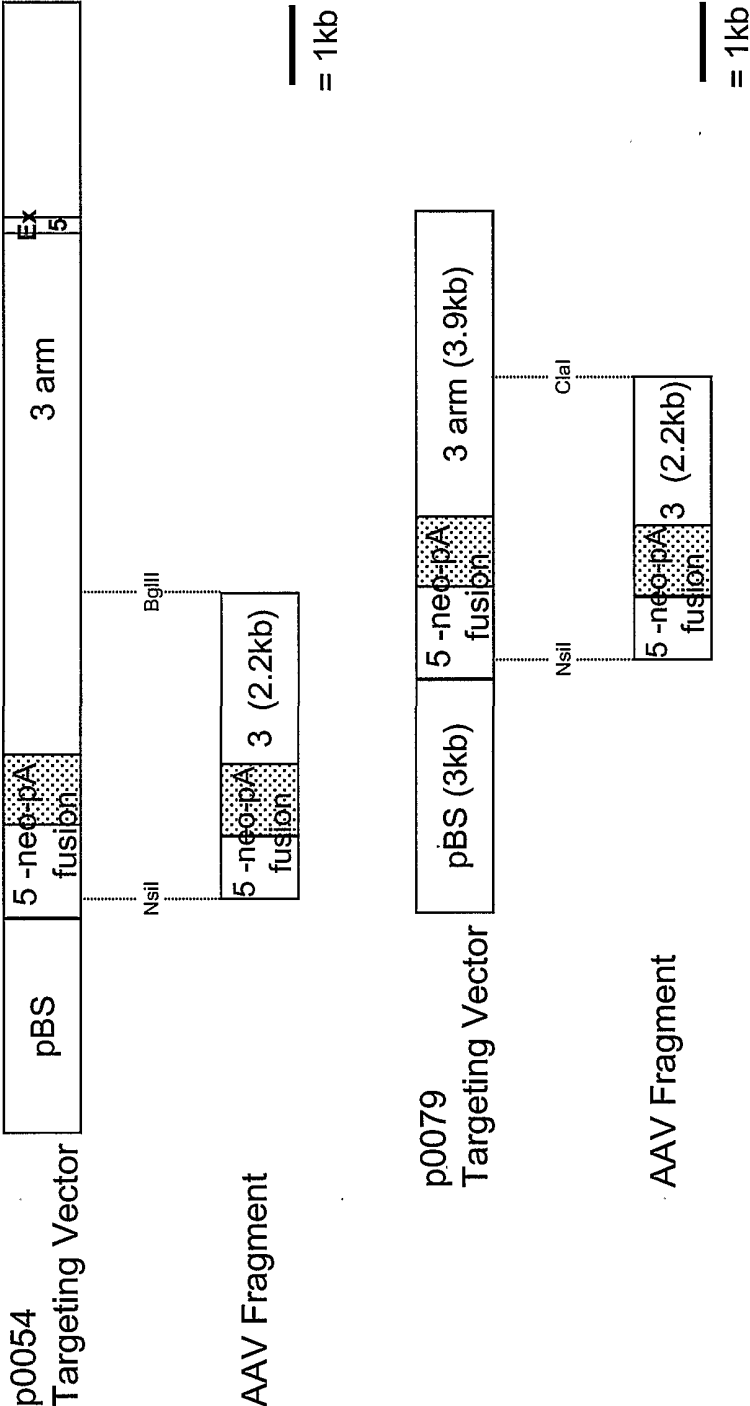 p0054
Targeting Vector
pBS
5 -neo-pA
fusion
3 arm
Ex
5
NsiI
BglII
AAV Fragment
5 -neo-pA
fusion
3 (2.2kb)
= 1kb
p0079
Targeting Vector
pBS (3kb)
5 -neo-pA
fusion
3 arm (3.9kb)
NsiI
ClaI
AAV Fragment
5 -neo-pA
fusion
3 (2.2kb)
= 1kb